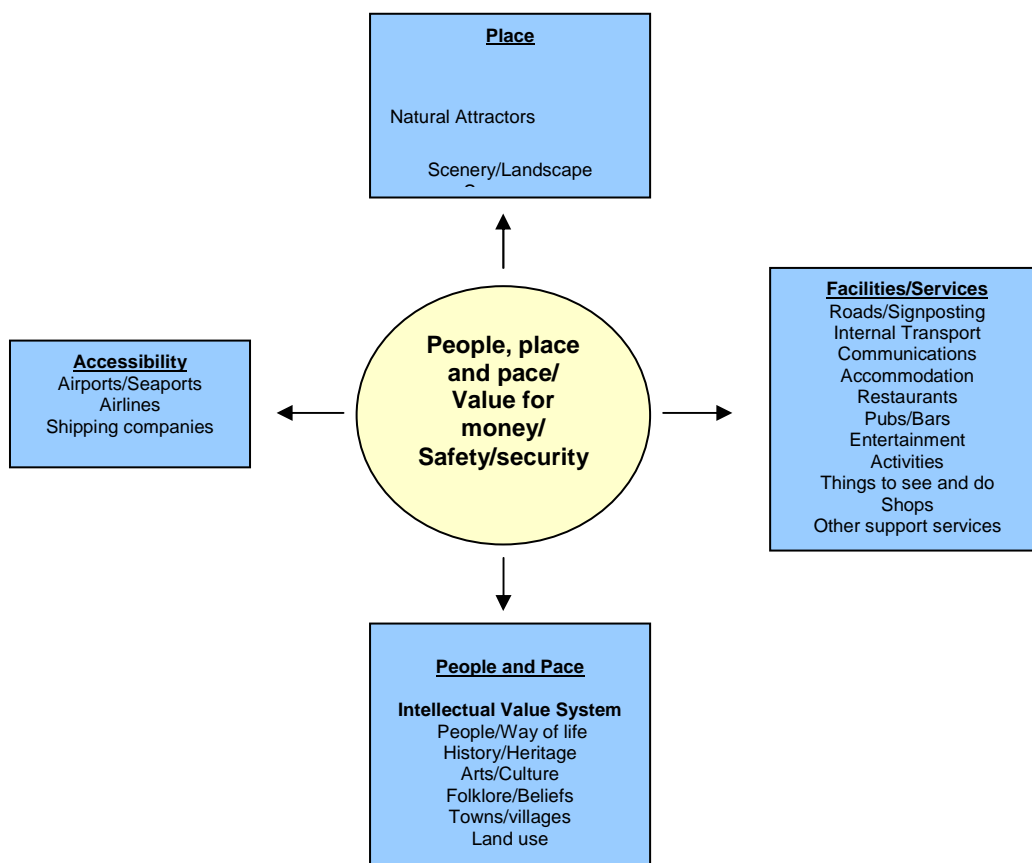 Place
Natural Attractors
Scenery/Landscape
Facilities/Services
Roads/Signposting
Internal Transport
Communications
Accommodation
Restaurants
Pubs/Bars
Entertainment
Activities
Things to see and do
Shops
Other support services
People, place
and pace/
Value for
money/
Safety/security
Accessibility
Airports/Seaports
Airlines
Shipping companies
People and Pace
Intellectual Value System
People/Way of life
History/Heritage
Arts/Culture
Folklore/Beliefs
Towns/villages
Land use